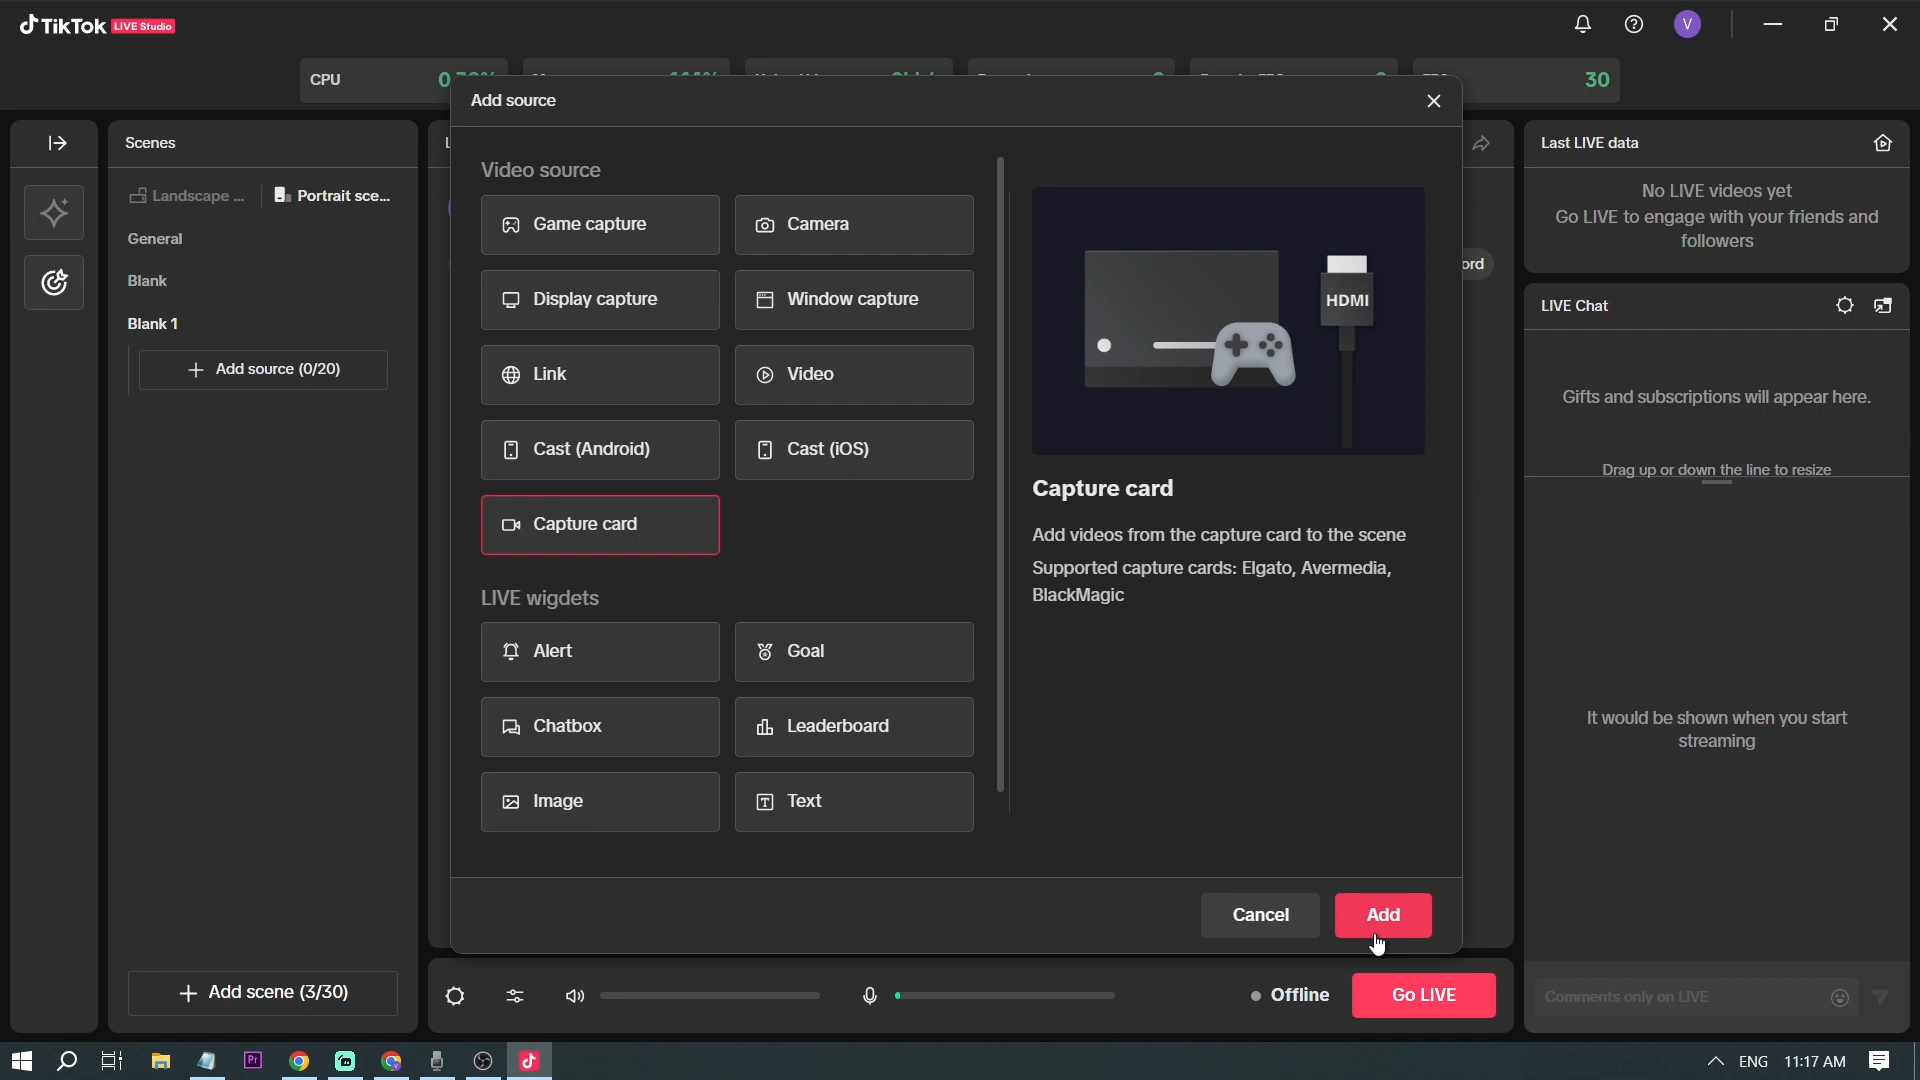 TikTok LIVE Studio
V
CPU
30
Add source
Scenes
Last LIVE data
Landscape ...
Portrait sce...
General
Blank
Blank 1
Add source (0/20)
Add scene (3/30)
Video source
Game capture
Camera
Display capture
Window capture
Link
Video
Cast (Android)
Cast (iOS)
Capture card
LIVE wigdets
Alert
Goal
Chatbox
Leaderboard
Image
Text
HDMI
Capture card
Add videos from the capture card to the scene
Supported capture cards: Elgato, Avermedia,
BlackMagic
Cancel
Add
ord
No LIVE videos yet
Go LIVE to engage with your friends and
followers
LIVE Chat
Gifts and subscriptions will appear here.
Drag up or down the line to resize
It would be shown when you start
streaming
Comments only on LIVE
Offline
Go LIVE
Pr
ENG
11:17 AM